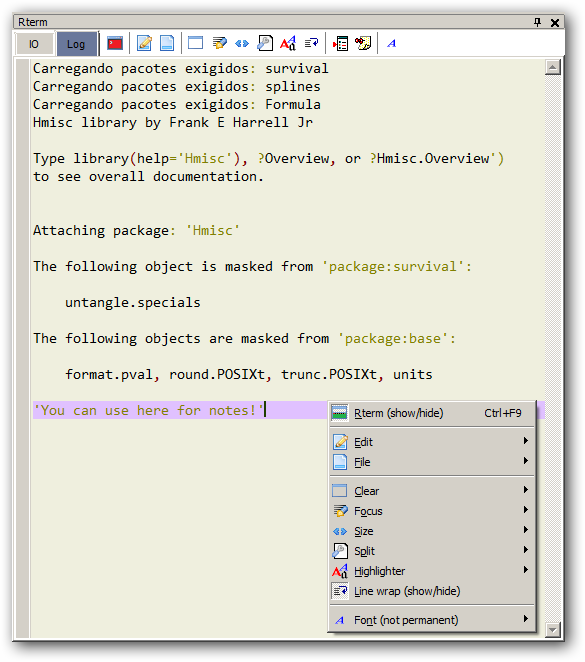 Rterm
IO Log
Carregando pacotes exigidos: survival
Carregando pacotes exigidos: splines
Carregando pacotes exigidos: Formula
Hmisc library by Frank E Harrell Jr
Type library(help='Hmisc'), ?Overview, or ?Hmisc.Overview')
to see overall documentation.
Attaching package: 'Hmisc'
The following object is masked from 'package:survival':
untangle.specials
The following objects are masked from 'package:base':
format.pval, round.POSIXt, trunc.POSIXt, units
'You can use here for notes!'
Rterm (show/hide) Ctrl+F9
Edit
File
Clear
Focus
Size
Split
Highlighter
Line wrap (show/hide)
Font (not permanent)